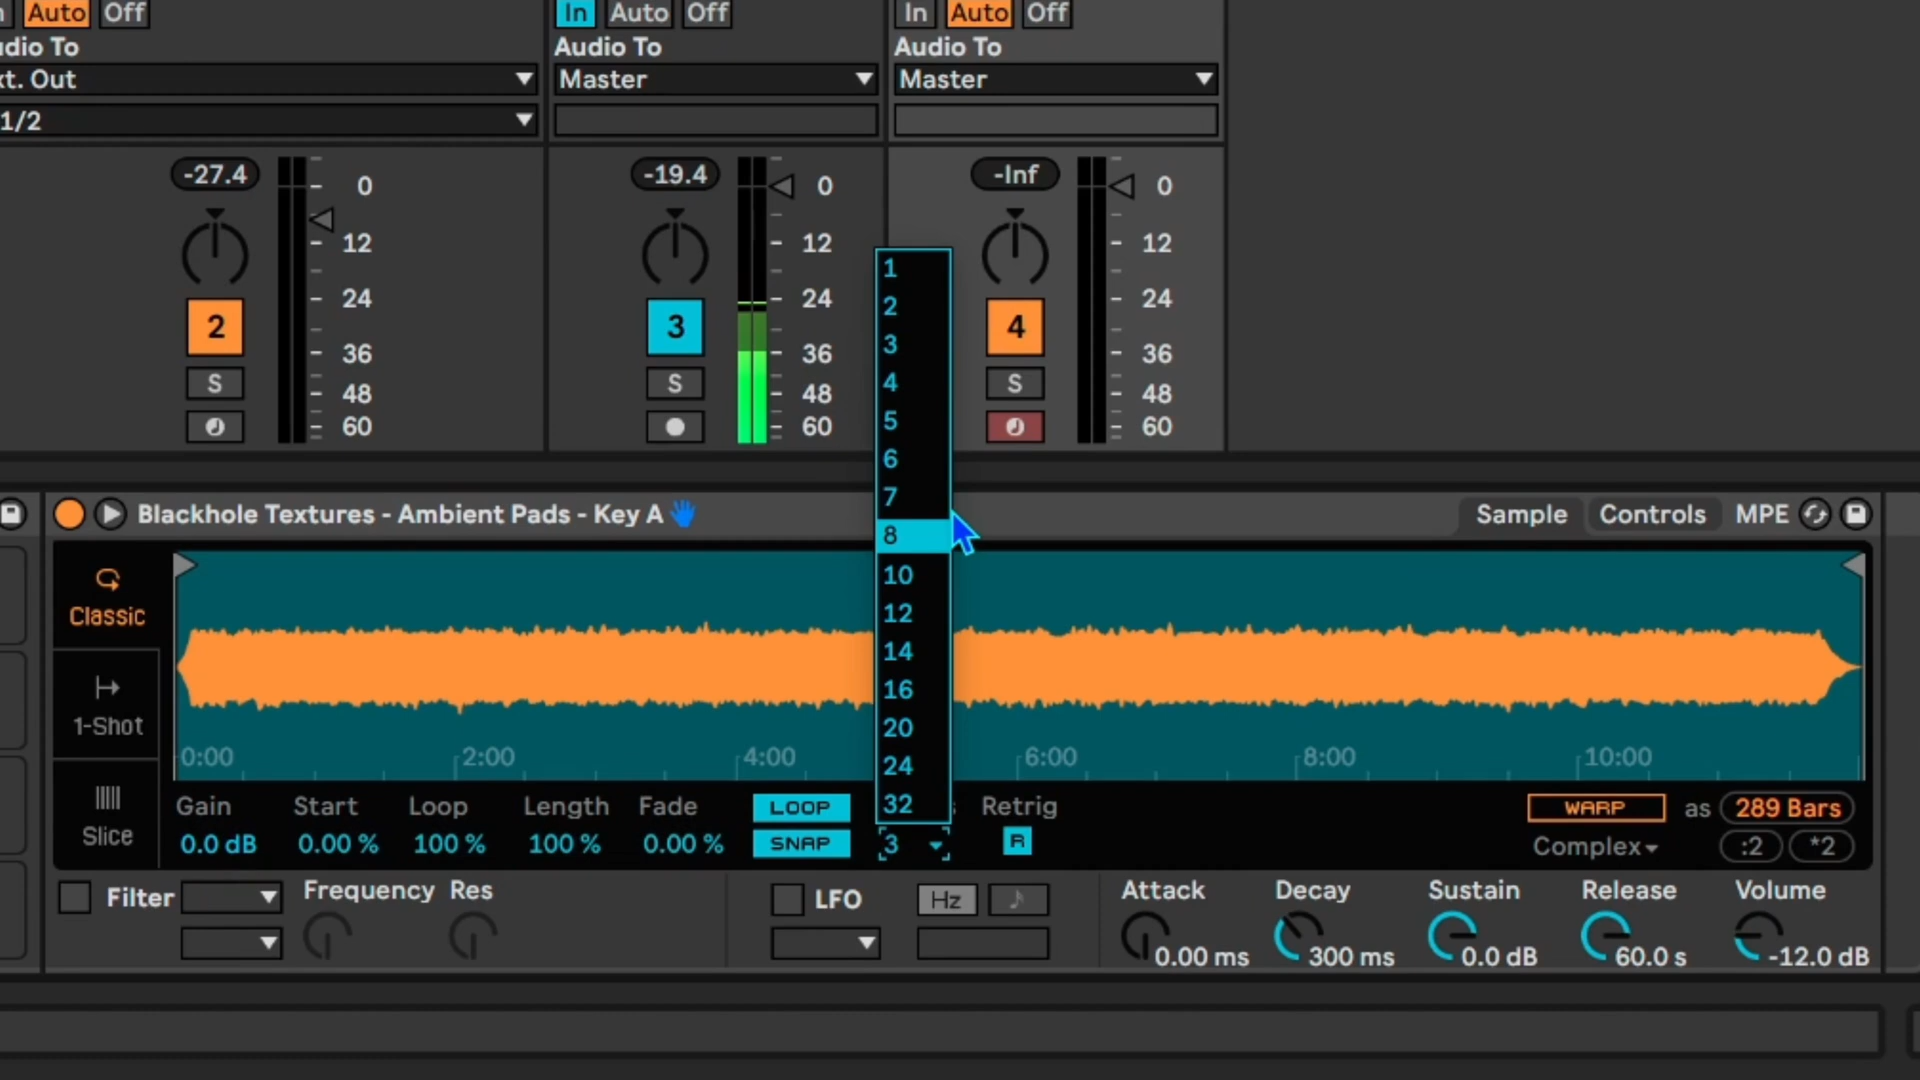 Auto Off
In Auto Off
In Auto Off
dio To
Audio To
Audio To
t. Out
Master
Master
1/2
-27.4
0
12
24
36
48
60
2
S
-19.4
0
12
24
36
48
60
3
S
-Inf
0
12
24
36
48
60
4
S
1
2
3
4
5
6
7
8
10
12
14
16
20
24
32
Blackhole Textures - Ambient Pads - Key A
Sample Controls MPE
Classic
1-Shot
Slice
0:00 2:00 4:00 6:00 8:00 10:00
Gain Start Loop Length Fade LOOP Retrig WARP as 289 Bars
0.0 dB 0.00 % 100 % 100 % 0.00 % SNAP 3 R Complex :2 *2
Filter Frequency Res LFO Hz Attack Decay Sustain Release Volume
0.00 ms 300 ms 0.0 dB 60.0 s -12.0 dB